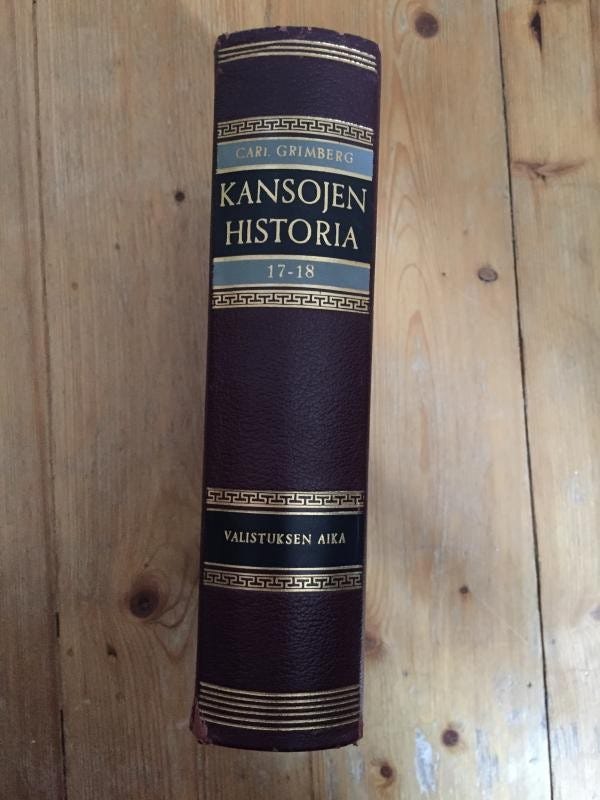 CARL GRIMBERG
KANSOJEN
HISTORIA
17-18
VALISTUKSEN AIKA